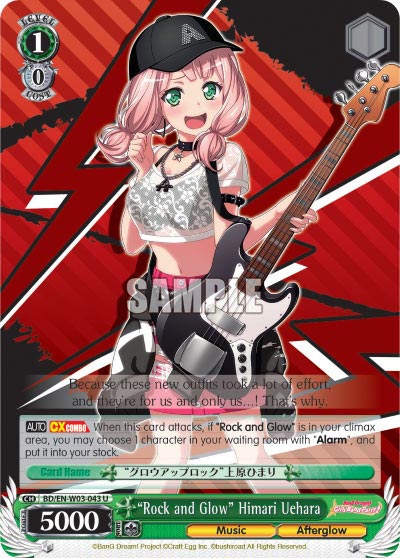 LEVEL
1
0
COST
A
SAMPLE
Because these new outfits took a lot of effort,
and they're for us and only us...! That's why.
AUTO CX COMBO When this card attacks, if "Rock and Glow" is in your climax
area, you may choose 1 character in your waiting room with "Alarm", and
put it into your stock.
Card Name "グロウアップロック"上原ひまり
CH BD/EN-W03-043 U "Rock and Glow" Himari Uehara
POWER 5000 Music Afterglow
©BanG Dream! Project ©Craft Egg Inc. ©bushiroad All Rights Reserved.